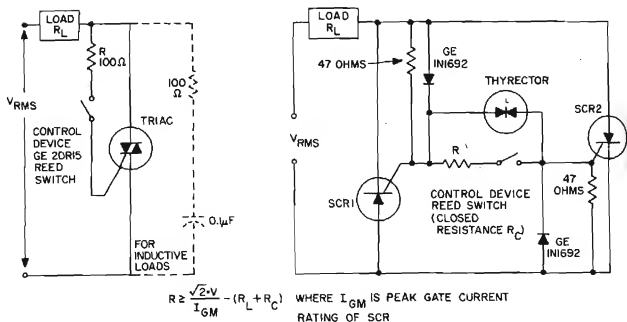 LOAD
RL
R
100Ω
100
Ω
VRMS
TRIAC
CONTROL
DEVICE
GE 2DR15
REED
SWITCH
0.1µF
FOR
INDUCTIVE
LOADS
LOAD
RL
47 OHMS
GE
IN1692
THYRECTOR
L
SCR2
VRMS
R
SCR1
CONTROL DEVICE
REED SWITCH
(CLOSED
RESISTANCE RC)
47
OHMS
GE
IN1692
R ≥ √2·V / IGM − (RL + RC) WHERE IGM IS PEAK GATE CURRENT
RATING OF SCR